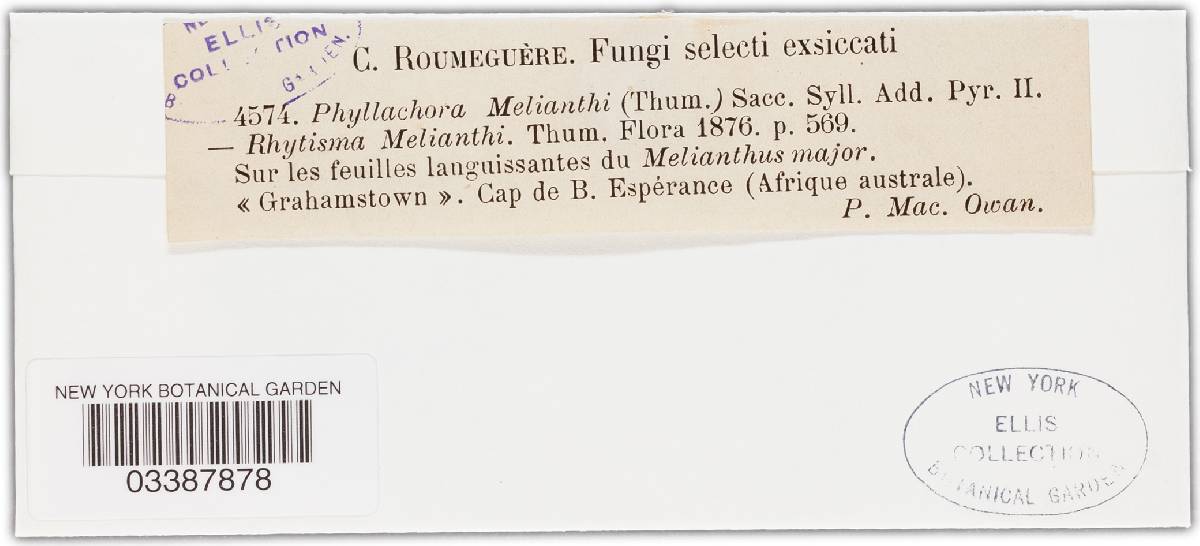 ELLIS
C. ROUMEGUÈRE. Fungi selecti exsiccati
4574. Phyllachora Melianthi (Thum.) Sacc. Syll. Add. Pyr. II.
— Rhytisma Melianthi. Thum. Flora 1876. p. 569.
Sur les feuilles languissantes du Melianthus major.
« Grahamstown ». Cap de B. Espérance (Afrique australe).
P. Mac. Owan.
NEW YORK BOTANICAL GARDEN
03387878
NEW YORK
ELLIS
COLLECTION
BOTANICAL GARDEN